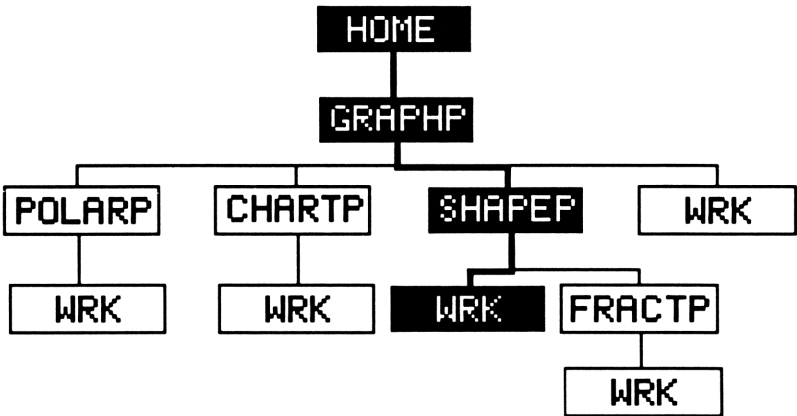 HOME
GRAPHP
POLARP CHARTP SHAPEP WRK
WRK WRK WRK FRACTP
WRK